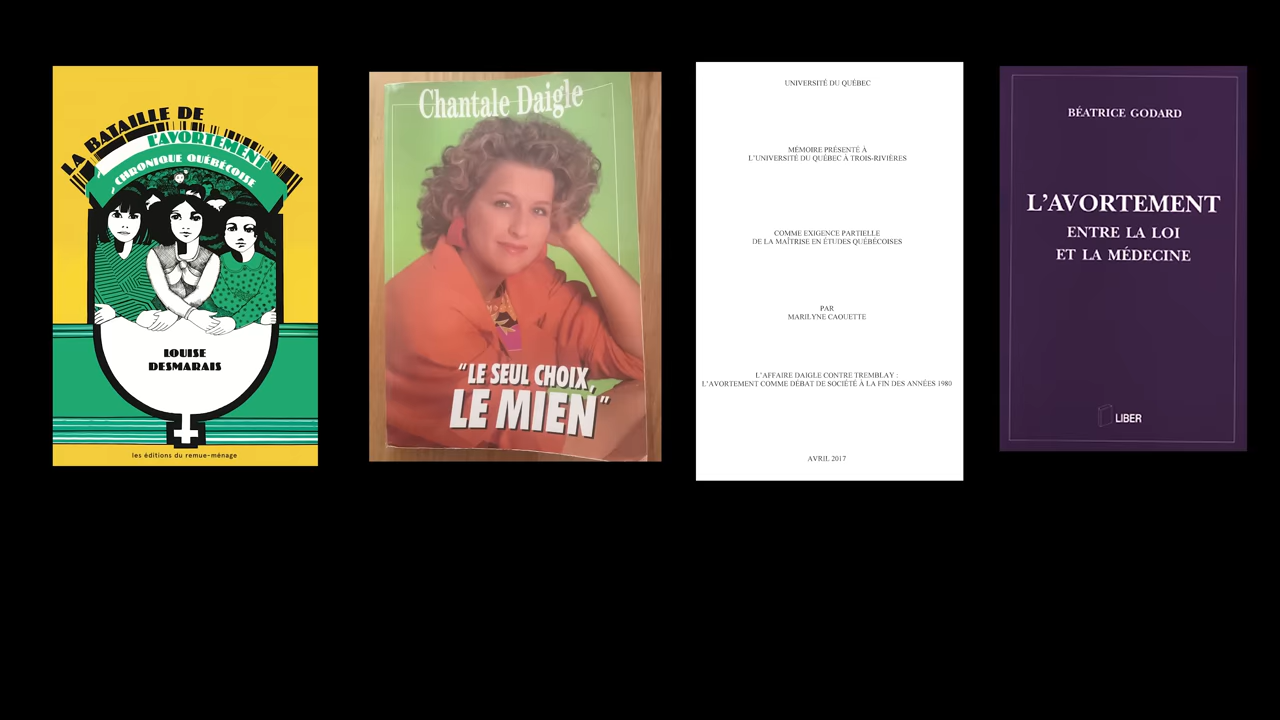 LA BATAILLE DE
L'AVORTEMENT
CHRONIQUE QUÉBÉCOISE
LOUISE
DESMARAIS
les éditions du remue-ménage
Chantale Daigle
"LE SEUL CHOIX,
LE MIEN"
UNIVERSITÉ DU QUÉBEC
MÉMOIRE PRÉSENTÉ À
L'UNIVERSITÉ DU QUÉBEC À TROIS-RIVIÈRES
COMME EXIGENCE PARTIELLE
DE LA MAÎTRISE EN ÉTUDES QUÉBÉCOISES
PAR
MARILYNE CAOUETTE
L'AFFAIRE DAIGLE CONTRE TREMBLAY :
L'AVORTEMENT COMME DÉBAT DE SOCIÉTÉ À LA FIN DES ANNÉES 1980
AVRIL 2017
BÉATRICE GODARD
L'AVORTEMENT
ENTRE LA LOI
ET LA MÉDECINE
LIBER